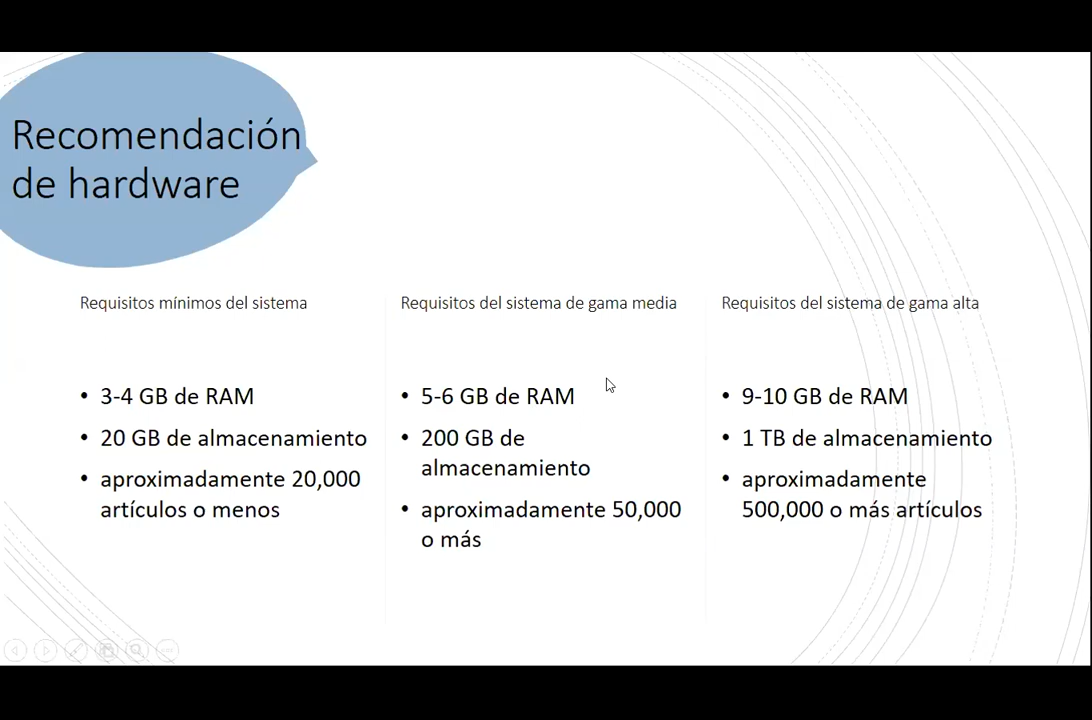 Recomendación
de hardware
Requisitos mínimos del sistema
• 3-4 GB de RAM
• 20 GB de almacenamiento
• aproximadamente 20,000
artículos o menos
Requisitos del sistema de gama media
• 5-6 GB de RAM
• 200 GB de
almacenamiento
• aproximadamente 50,000
o más
Requisitos del sistema de gama alta
• 9-10 GB de RAM
• 1 TB de almacenamiento
• aproximadamente
500,000 o más artículos